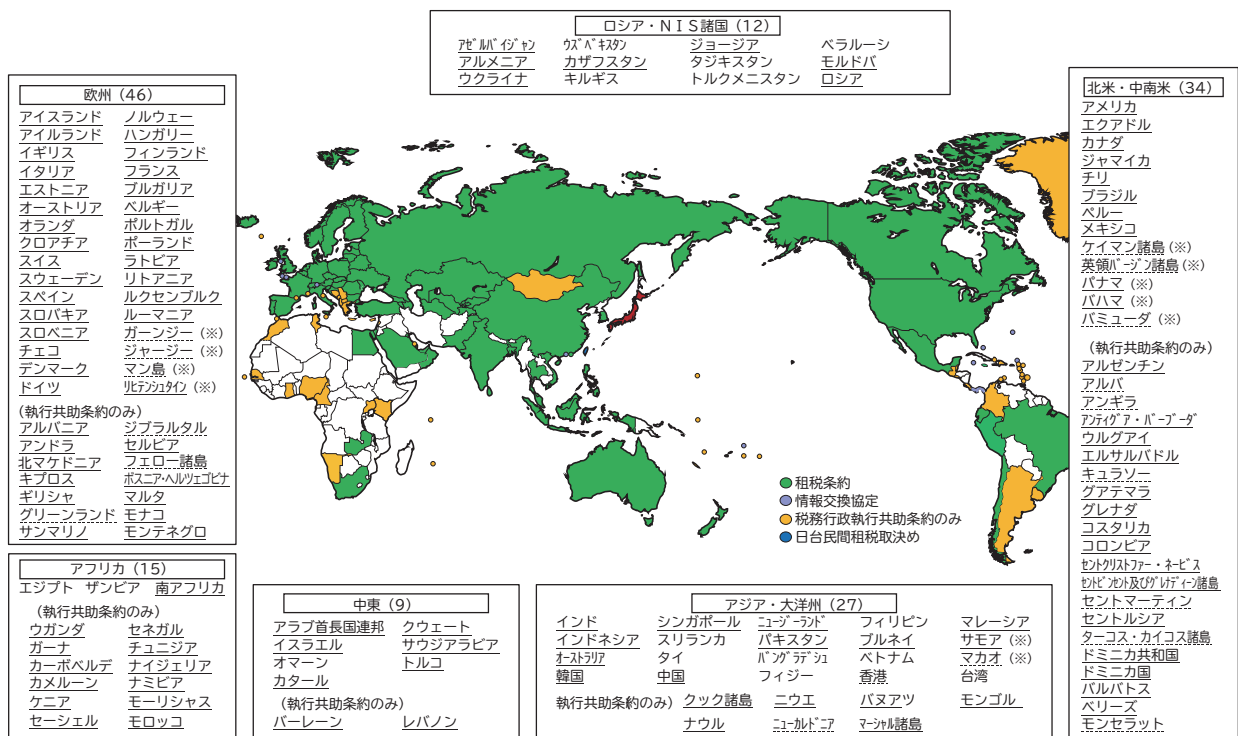 ロシア・NIS諸国（12）
ｱｾﾞﾙﾊﾞｲｼﾞｬﾝ ｳｽﾞﾍﾞｷｽﾀﾝ ジョージア ベラルーシ
アルメニア カザフスタン タジキスタン モルドバ
ウクライナ キルギス トルクメニスタン ロシア
欧州（46）
アイスランド ノルウェー
アイルランド ハンガリー
イギリス フィンランド
イタリア フランス
エストニア ブルガリア
オーストリア ベルギー
オランダ ポルトガル
クロアチア ポーランド
スイス ラトビア
スウェーデン リトアニア
スペイン ルクセンブルク
スロバキア ルーマニア
スロベニア ガーンジー（※）
チェコ ジャージー（※）
デンマーク マン島（※）
ドイツ ﾘﾋﾃﾝｼｭﾀｲﾝ（※）
（執行共助条約のみ）
アルバニア ジブラルタル
アンドラ セルビア
北マケドニア フェロー諸島
キプロス ﾎﾞｽﾆｱ･ﾍﾙﾂｪｺﾞﾋﾞﾅ
ギリシャ マルタ
グリーンランド モナコ
サンマリノ モンテネグロ
北米・中南米（34）
アメリカ
エクアドル
カナダ
ジャマイカ
チリ
ブラジル
ペルー
メキシコ
ケイマン諸島（※）
英領ﾊﾞｰｼﾞﾝ諸島（※）
パナマ（※）
バハマ（※）
バミューダ（※）
（執行共助条約のみ）
アルゼンチン
アルバ
アンギラ
ｱﾝﾃｨｸﾞｱ・ﾊﾞｰﾌﾞｰﾀﾞ
ウルグアイ
エルサルバドル
キュラソー
グアテマラ
グレナダ
コスタリカ
コロンビア
ｾﾝﾄｸﾘｽﾄﾌｧｰ・ﾈｰﾋﾞｽ
ｾﾝﾄﾋﾞﾝｾﾝﾄ及びｸﾞﾚﾅﾃﾞｨｰﾝ諸島
セントマーティン
セントルシア
ターコス・カイコス諸島
ドミニカ共和国
ドミニカ国
バルバトス
ベリーズ
モンセラット
租税条約
情報交換協定
税務行政執行共助条約のみ
日台民間租税取決め
アフリカ（15）
エジプト ザンビア 南アフリカ
（執行共助条約のみ）
ウガンダ セネガル
ガーナ チュニジア
カーボベルデ ナイジェリア
カメルーン ナミビア
ケニア モーリシャス
セーシェル モロッコ
中東（9）
アラブ首長国連邦 クウェート
イスラエル サウジアラビア
オマーン トルコ
カタール
（執行共助条約のみ）
バーレーン レバノン
アジア・大洋州（27）
インド シンガポール ﾆｭｰｼﾞｰﾗﾝﾄﾞ フィリピン マレーシア
インドネシア スリランカ パキスタン ブルネイ サモア（※）
ｵｰｽﾄﾗﾘｱ タイ ﾊﾞﾝｸﾞﾗﾃﾞｼｭ ベトナム マカオ（※）
韓国 中国 フィジー 香港 台湾
執行共助条約のみ） クック諸島 ニウエ バヌアツ モンゴル
ナウル ﾆｭｰｶﾚﾄﾞﾆｱ ﾏｰｼｬﾙ諸島